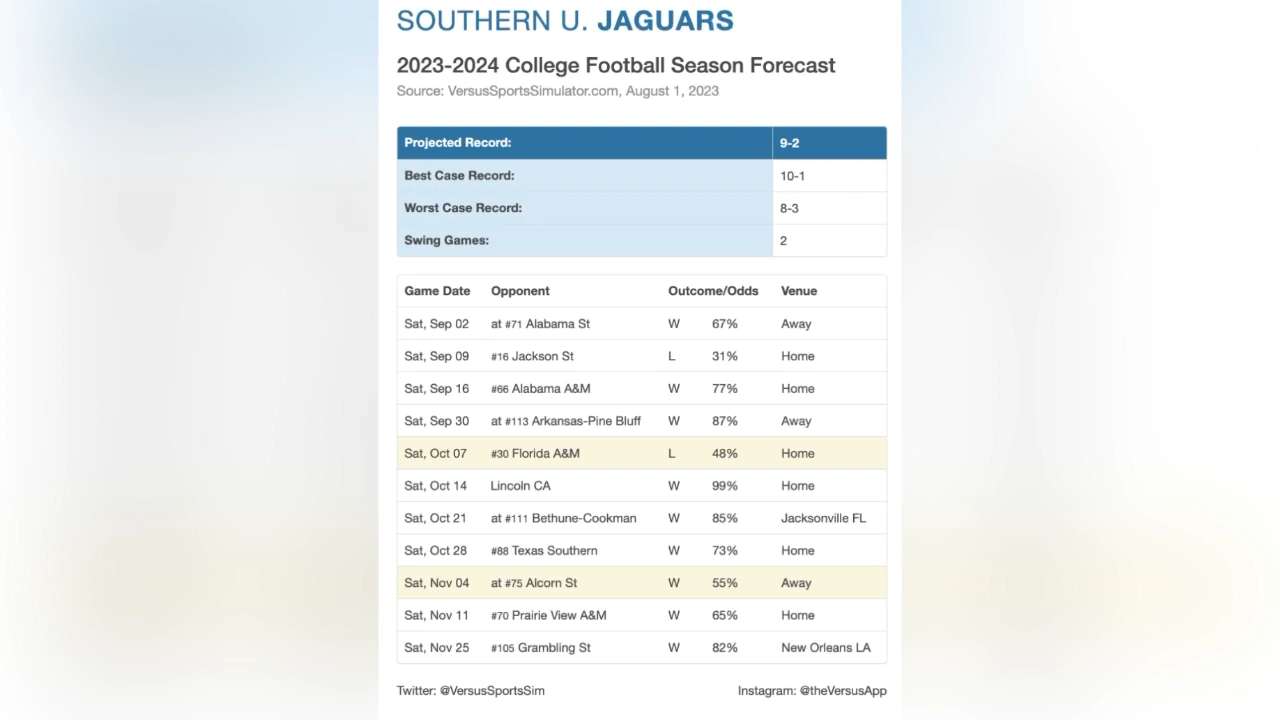 SOUTHERN U. JAGUARS
2023-2024 College Football Season Forecast
Source: VersusSportsSimulator.com, August 1, 2023
Projected Record: 9-2
Best Case Record: 10-1
Worst Case Record: 8-3
Swing Games: 2
Game Date Opponent Outcome/Odds Venue
Sat, Sep 02 at #71 Alabama St W 67% Away
Sat, Sep 09 #16 Jackson St L 31% Home
Sat, Sep 16 #66 Alabama A&M W 77% Home
Sat, Sep 30 at #113 Arkansas-Pine Bluff W 87% Away
Sat, Oct 07 #30 Florida A&M L 48% Home
Sat, Oct 14 Lincoln CA W 99% Home
Sat, Oct 21 at #111 Bethune-Cookman W 85% Jacksonville FL
Sat, Oct 28 #88 Texas Southern W 73% Home
Sat, Nov 04 at #75 Alcorn St W 55% Away
Sat, Nov 11 #70 Prairie View A&M W 65% Home
Sat, Nov 25 #105 Grambling St W 82% New Orleans LA
Twitter: @VersusSportsSim Instagram: @theVersusApp